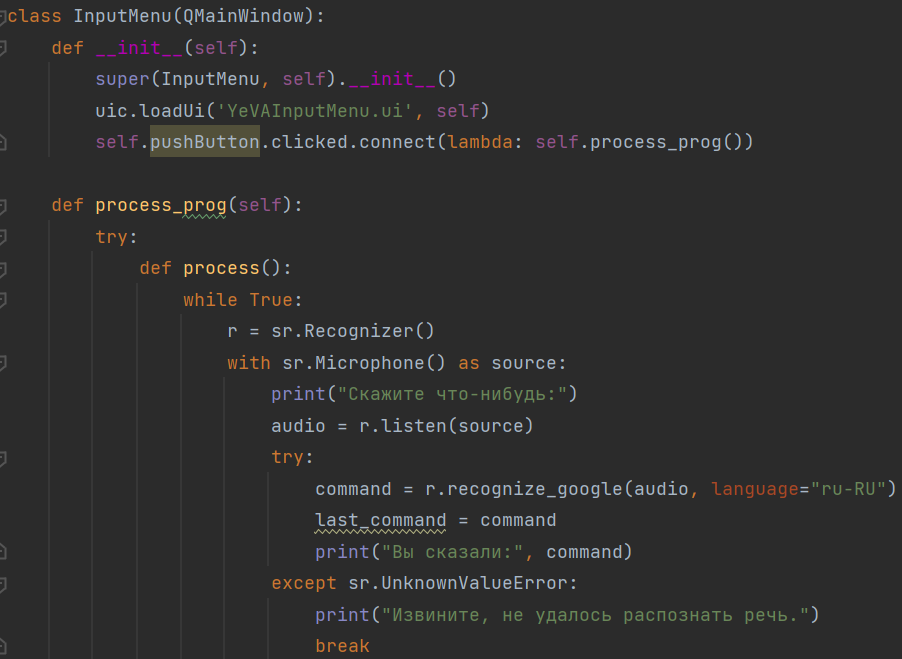 class InputMenu(QMainWindow):
    def __init__(self):
        super(InputMenu, self).__init__()
        uic.loadUi('YeVAInputMenu.ui', self)
        self.pushButton.clicked.connect(lambda: self.process_prog())

    def process_prog(self):
        try:
            def process():
                while True:
                    r = sr.Recognizer()
                    with sr.Microphone() as source:
                        print("Скажите что-нибудь:")
                        audio = r.listen(source)
                        try:
                            command = r.recognize_google(audio, language="ru-RU")
                            last_command = command
                            print("Вы сказали:", command)
                        except sr.UnknownValueError:
                            print("Извините, не удалось распознать речь.")
                            break